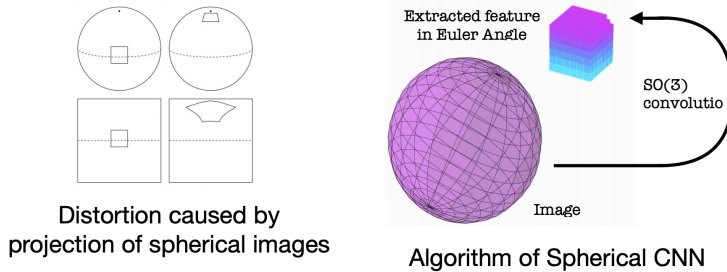 Distortion caused by
projection of spherical images
Extracted feature
in Euler Angle
SO(3)
convolutio
Image
Algorithm of Spherical CNN